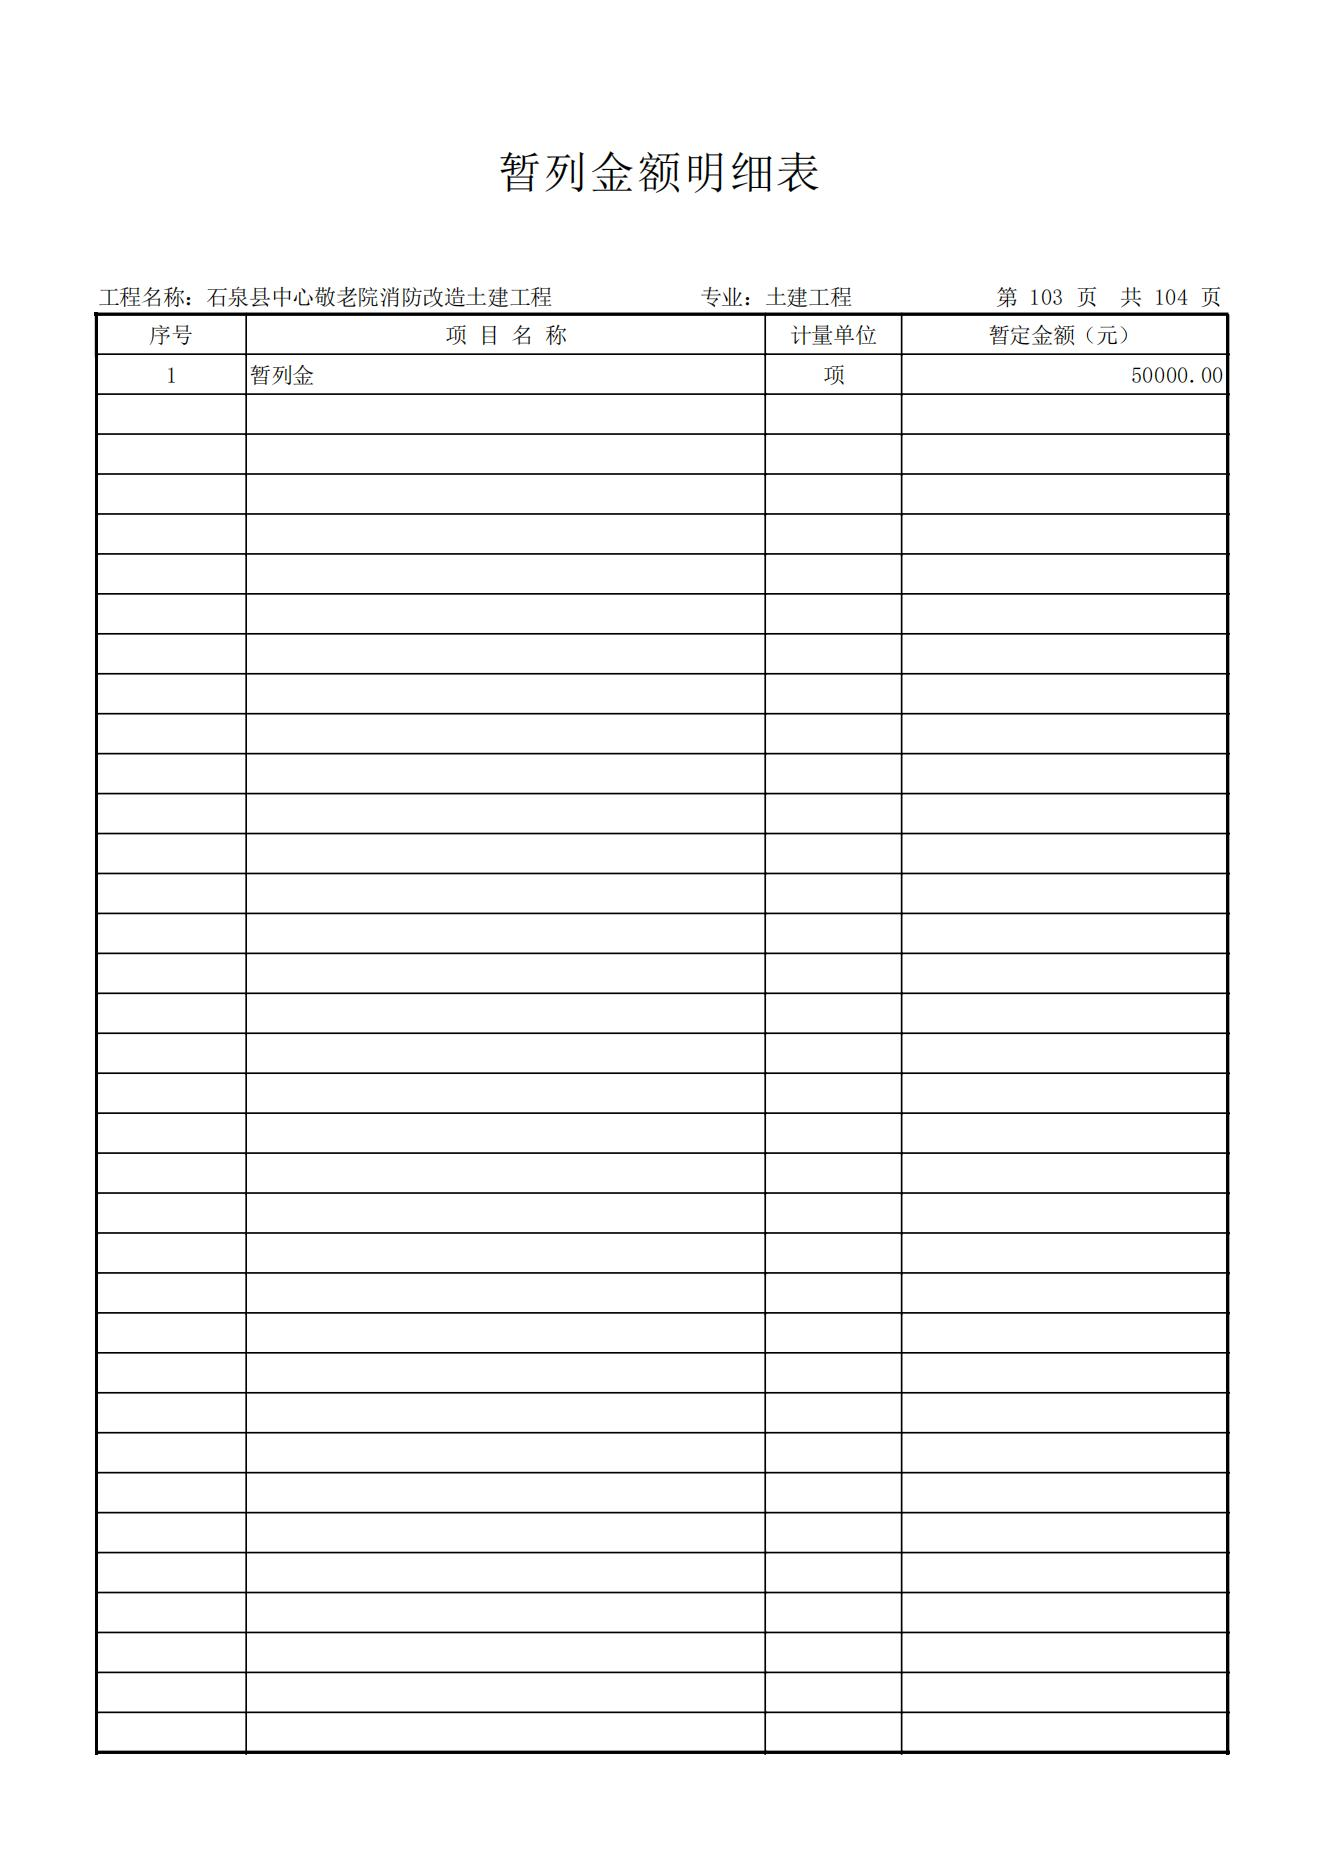 暂列金额明细表
工程名称：石泉县中心敬老院消防改造土建工程 专业：土建工程 第 103 页 共 104 页
序号 项 目 名 称 计量单位 暂定金额（元）
1 暂列金 项 50000.00